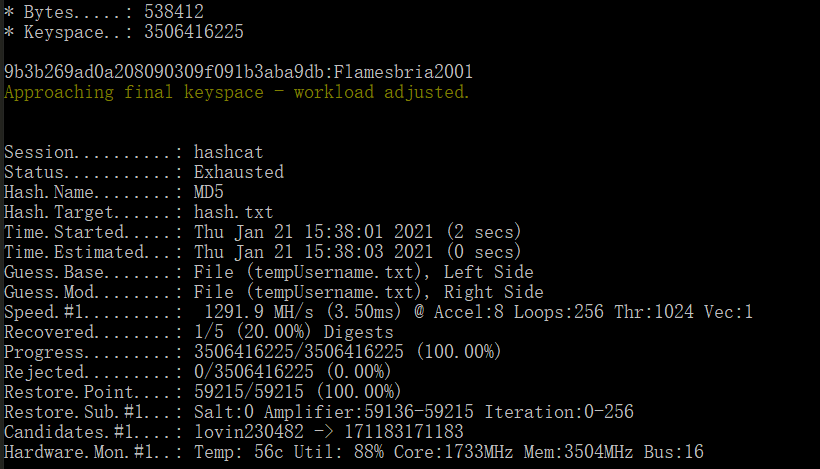 * Bytes.....: 538412
* Keyspace..: 3506416225
9b3b269ad0a208090309f091b3aba9db:Flamesbria2001
Approaching final keyspace - workload adjusted.
Session..........: hashcat
Status...........: Exhausted
Hash.Name........: MD5
Hash.Target......: hash.txt
Time.Started.....: Thu Jan 21 15:38:01 2021 (2 secs)
Time.Estimated...: Thu Jan 21 15:38:03 2021 (0 secs)
Guess.Base.......: File (tempUsername.txt), Left Side
Guess.Mod........: File (tempUsername.txt), Right Side
Speed.#1.........:  1291.9 MH/s (3.50ms) @ Accel:8 Loops:256 Thr:1024 Vec:1
Recovered........: 1/5 (20.00%) Digests
Progress.........: 3506416225/3506416225 (100.00%)
Rejected.........: 0/3506416225 (0.00%)
Restore.Point....: 59215/59215 (100.00%)
Restore.Sub.#1...: Salt:0 Amplifier:59136-59215 Iteration:0-256
Candidates.#1....: lovin230482 -> 171183171183
Hardware.Mon.#1..: Temp: 56c Util: 88% Core:1733MHz Mem:3504MHz Bus:16